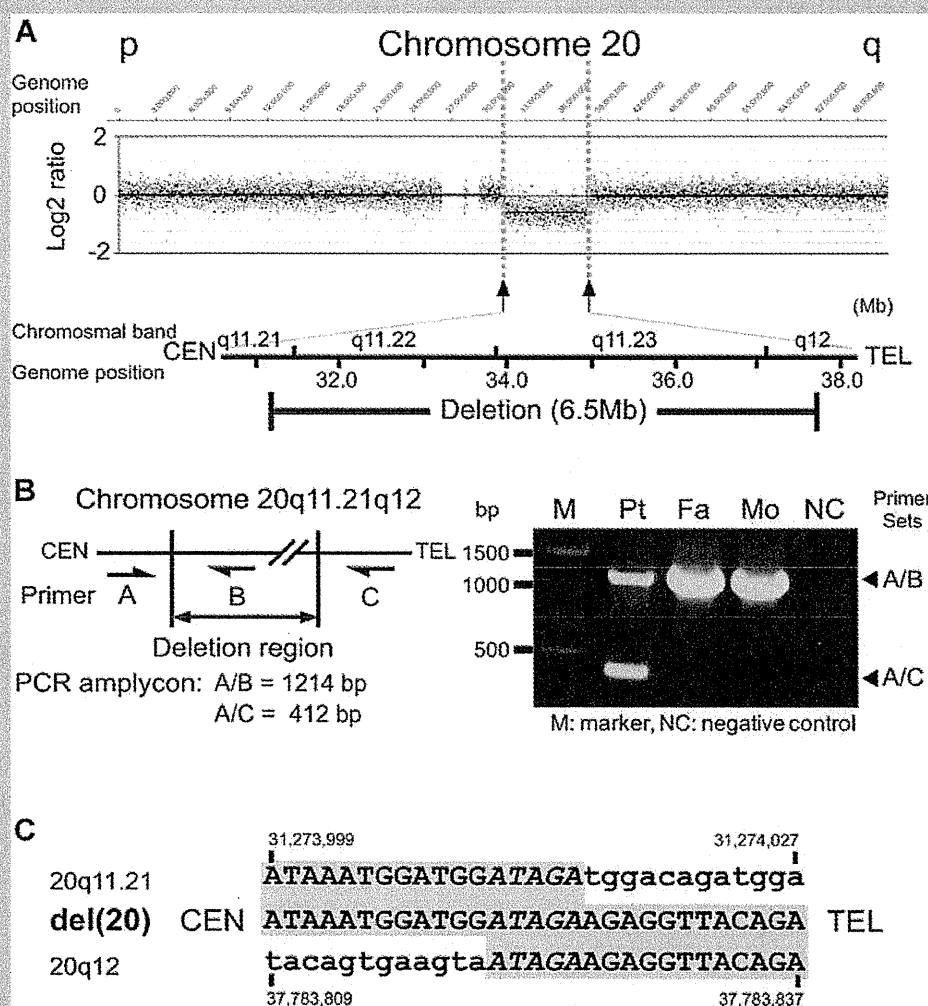 A
p Chromosome 20 q
Genome position
Log2 ratio
2
0
-2
(Mb)
Chromosmal band
q11.21 q11.22 q11.23 q12
CEN TEL
Genome position
32.0 34.0 36.0 38.0
Deletion (6.5Mb)
B
Chromosome 20q11.21q12
CEN TEL
Primer A B C
Deletion region
PCR amplycon: A/B = 1214 bp
A/C = 412 bp
bp M Pt Fa Mo NC Primer Sets
1500
1000 A/B
500
A/C
M: marker, NC: negative control
C
31,273,999 31,274,027
20q11.21 ATAAATGGATGGATAGAtggacagatgga
del(20) CEN ATAAATGGATGGATAGAAGAGGTTACAGA TEL
20q12 tacagtgaagtaATAGAAGAGGTTACAGA
37,783,809 37,783,837